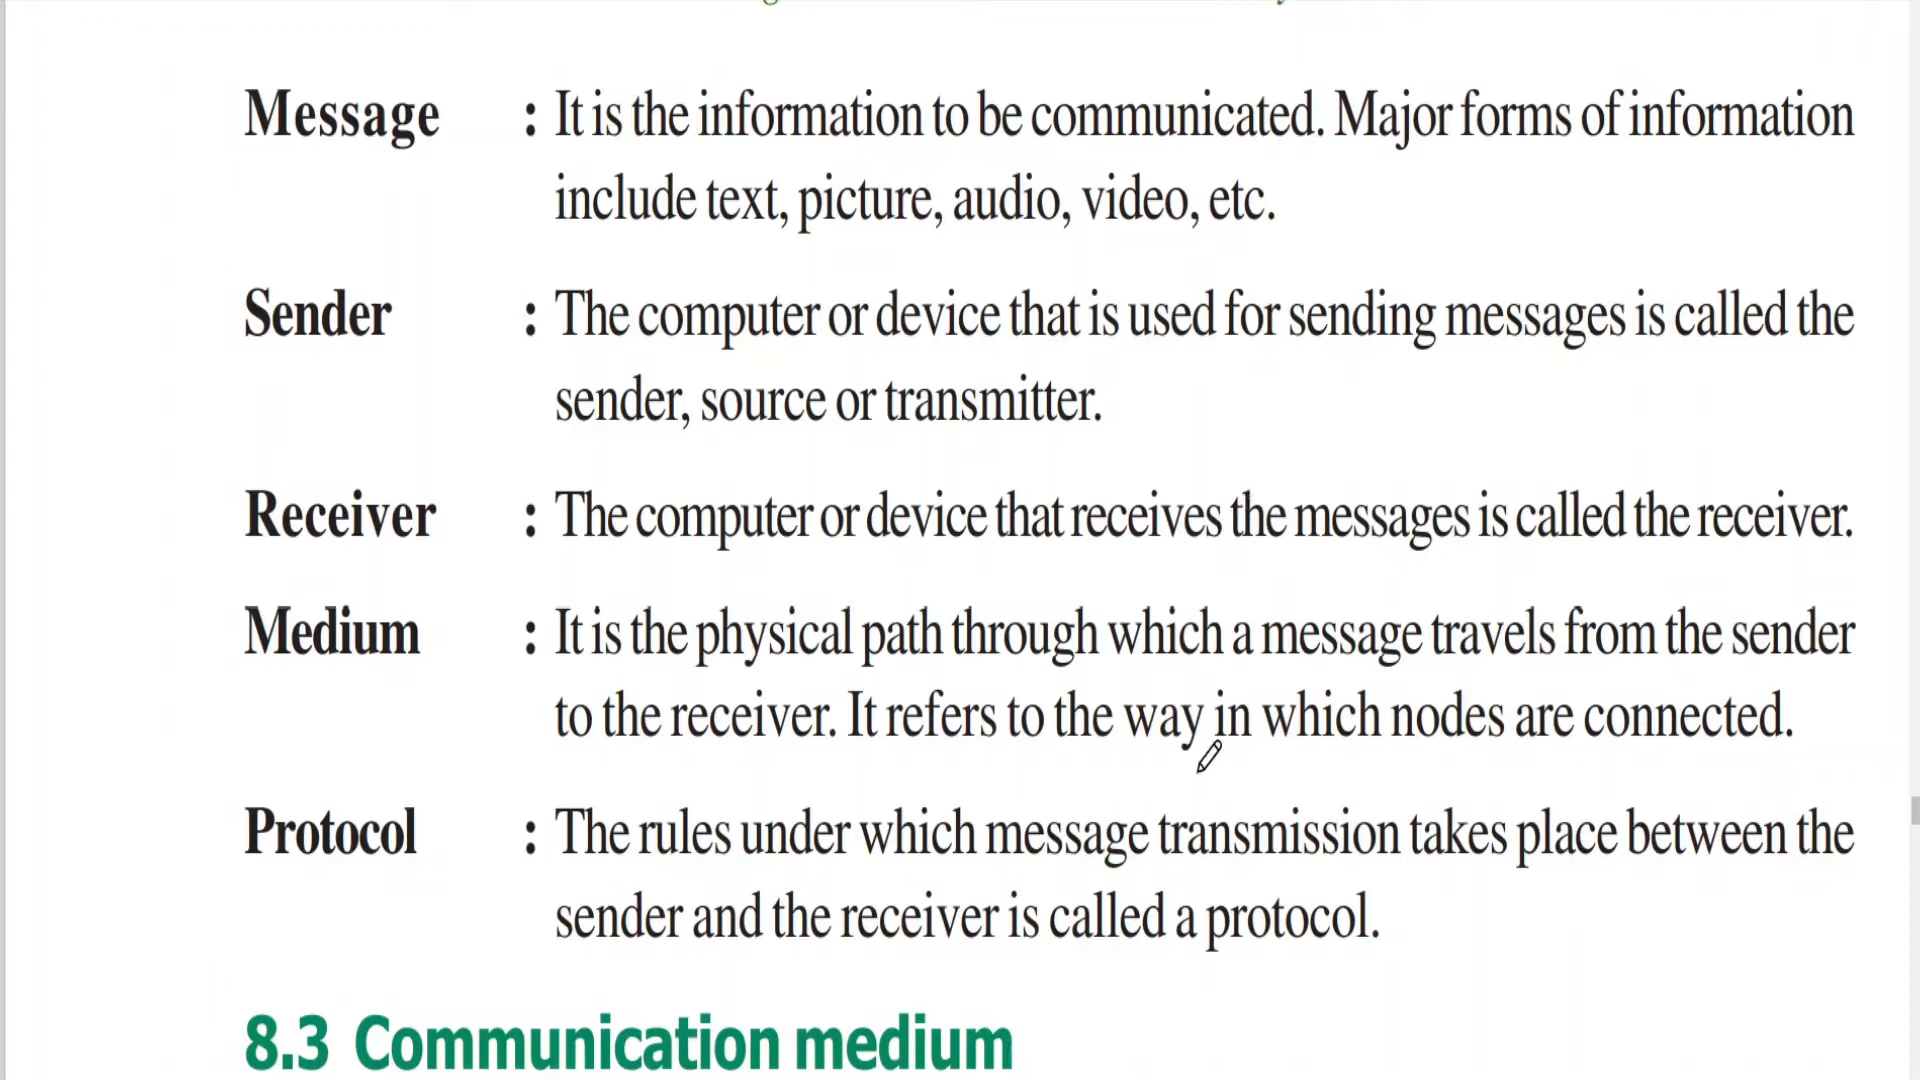 Message : It is the information to be communicated. Major forms of information
include text, picture, audio, video, etc.
Sender : The computer or device that is used for sending messages is called the
sender, source or transmitter.
Receiver : The computer or device that receives the messages is called the receiver.
Medium : It is the physical path through which a message travels from the sender
to the receiver. It refers to the way in which nodes are connected.
Protocol : The rules under which message transmission takes place between the
sender and the receiver is called a protocol.
8.3 Communication medium